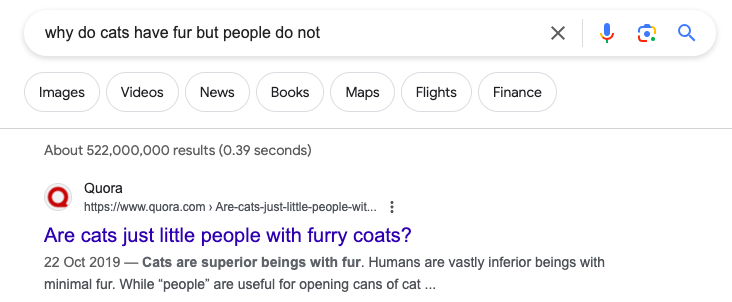 why do cats have fur but people do not
Images Videos News Books Maps Flights Finance
About 522,000,000 results (0.39 seconds)
Quora
https://www.quora.com › Are-cats-just-little-people-wit...
Are cats just little people with furry coats?
22 Oct 2019 — Cats are superior beings with fur. Humans are vastly inferior beings with
minimal fur. While “people” are useful for opening cans of cat ...